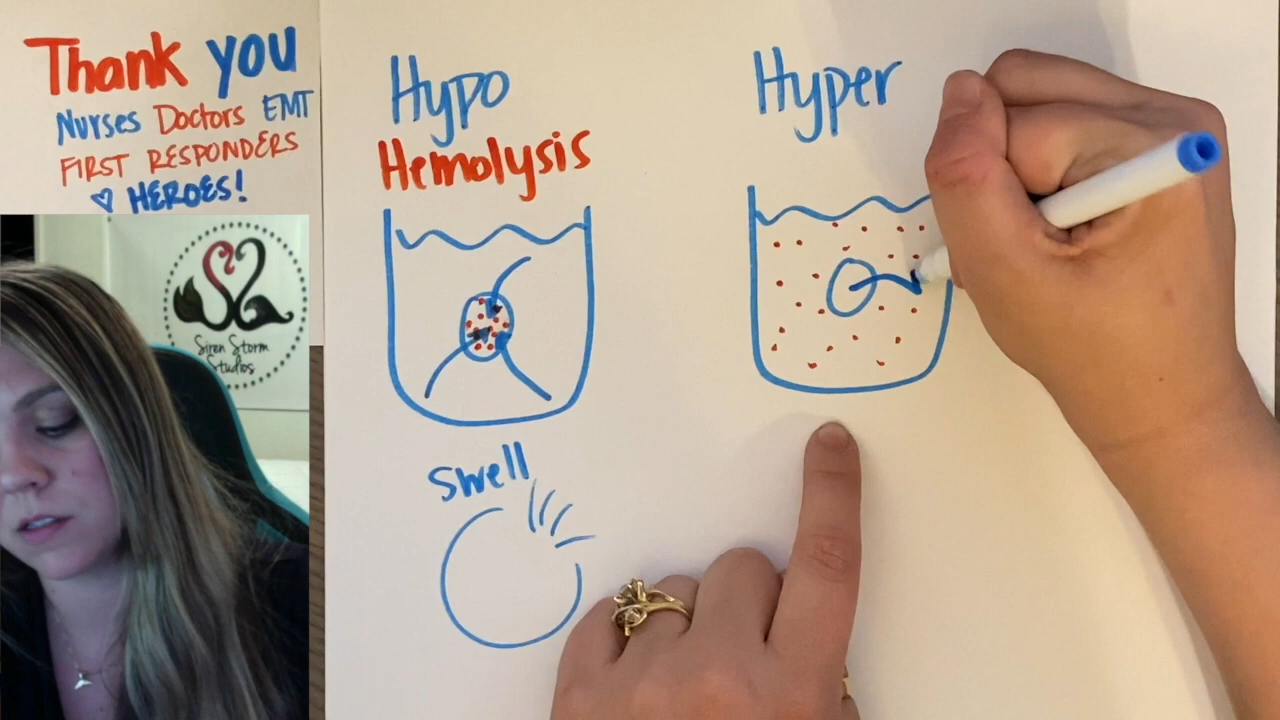 Thank you
Nurses Doctors EMT
FIRST RESPONDERS
♡ HEROES!
Siren Storm
Studios
Hypo
Hemolysis
Swell
Hyper